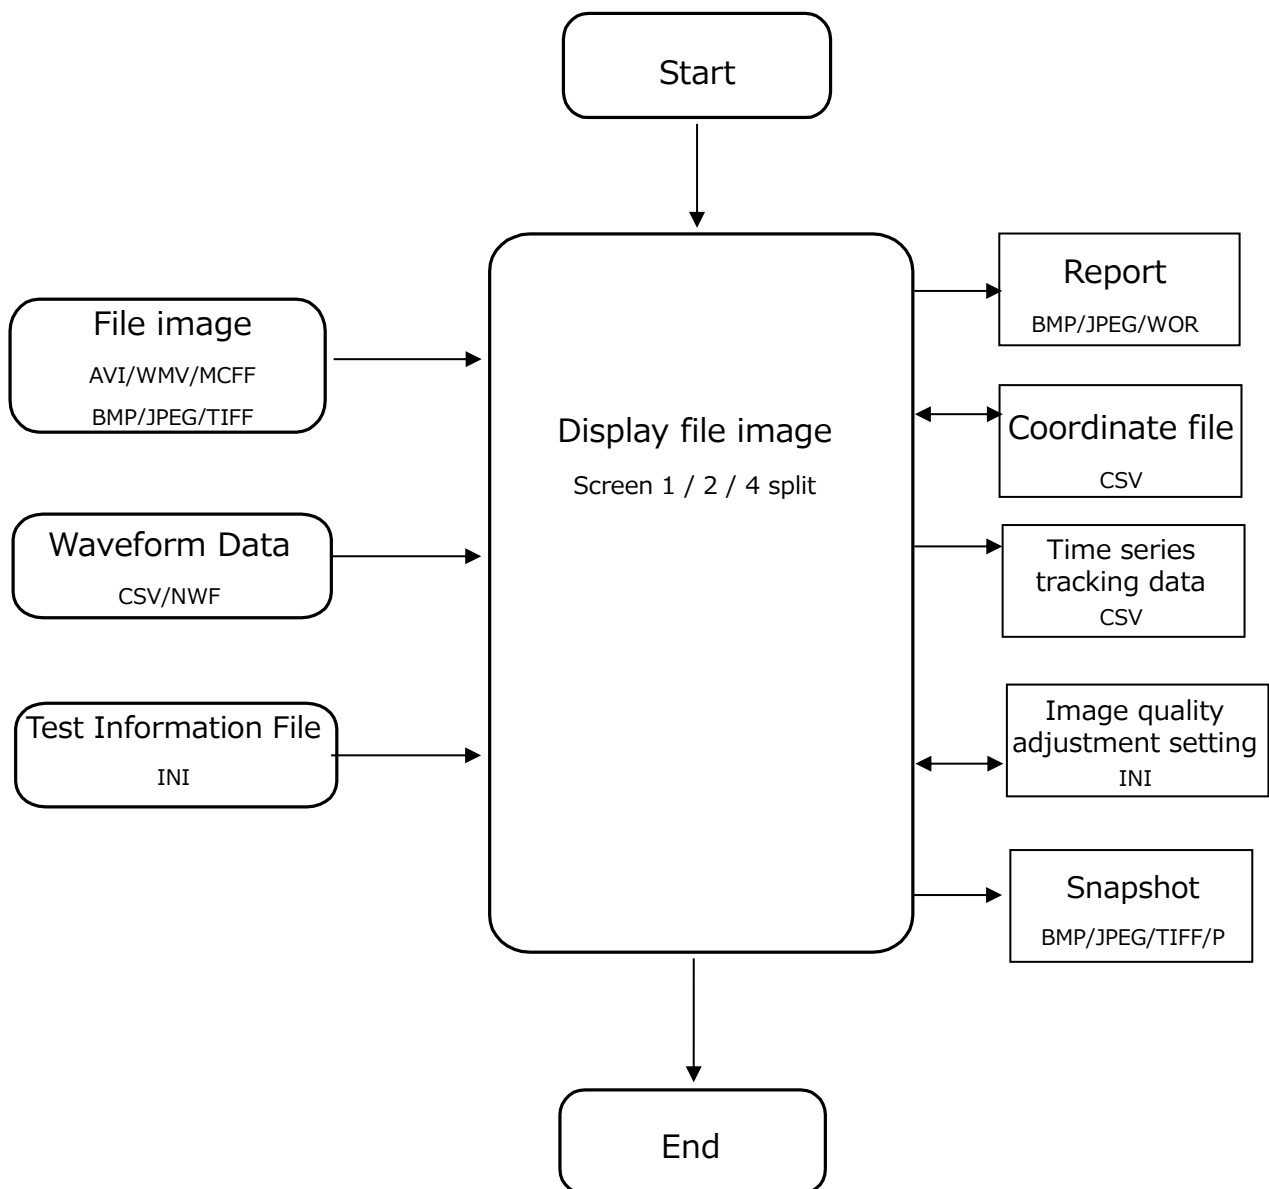 Start
File image
AVI/WMV/MCFF
BMP/JPEG/TIFF
Waveform Data
CSV/NWF
Test Information File
INI
Display file image
Screen 1 / 2 / 4 split
Report
BMP/JPEG/WOR
Coordinate file
CSV
Time series
tracking data
CSV
Image quality
adjustment setting
INI
Snapshot
BMP/JPEG/TIFF/P
End